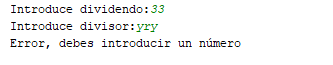 Introduce dividendo:33
Introduce divisor:yry
Error, debes introducir un número